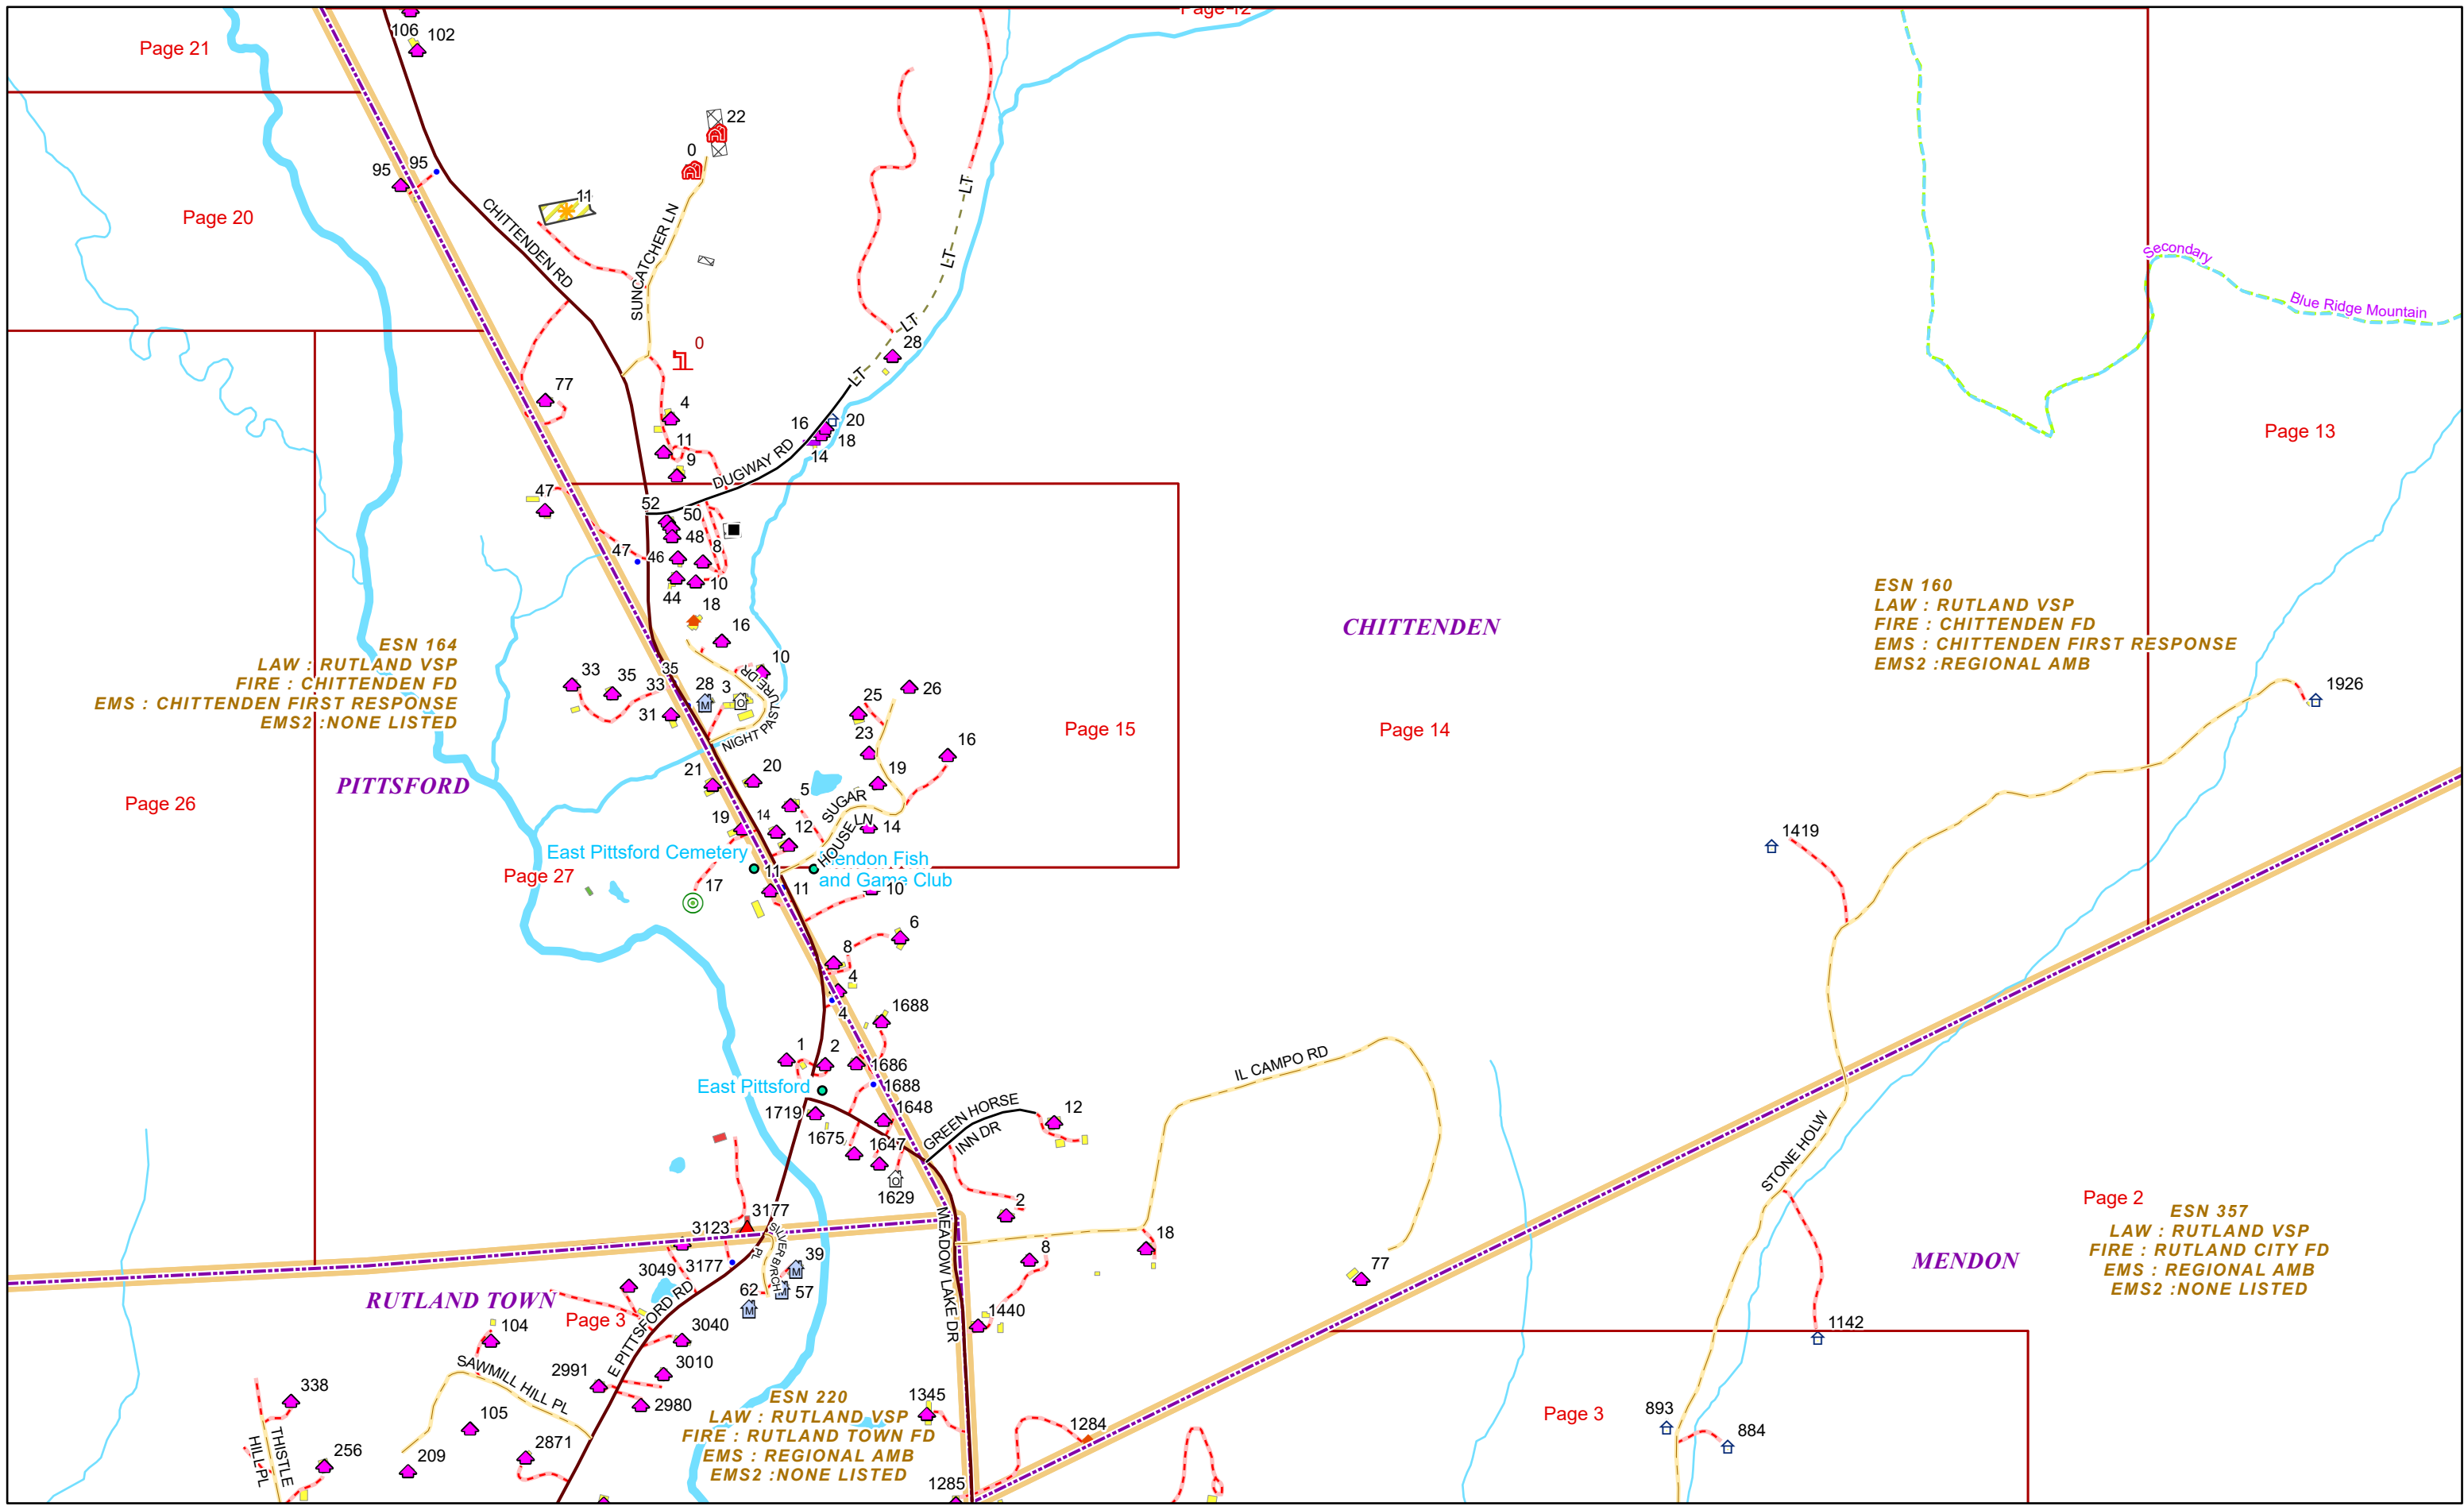 Page 12
Page 21
106
102
22
0
95
95
11
Page 20
CHITTENDEN RD
SUNCATCHER LN
LT
LT
Secondary
Blue Ridge Mountain
LT
28
0
LT
77
4
16
20
18
14
11
9
DUGWAY RD
Page 13
47
52
50
48
47
46
8
10
44
18
16
ESN 160
LAW : RUTLAND VSP
FIRE : CHITTENDEN FD
EMS : CHITTENDEN FIRST RESPONSE
EMS2 :REGIONAL AMB
CHITTENDEN
ESN 164
LAW : RUTLAND VSP
FIRE : CHITTENDEN FD
EMS : CHITTENDEN FIRST RESPONSE
EMS2 :NONE LISTED
10
35
33
35
33
28
M
3
O
31
NIGHT PASTURE DR
25
26
23
16
1926
Page 15
Page 14
PITTSFORD
21
20
5
19
Page 26
SUGAR
HOUSE LN
19
14
12
14
1419
East Pittsford Cemetery
Mendon Fish
and Game Club
11
Page 27
17
11
10
6
8
4
4
1688
1
2
1686
East Pittsford
1688
IL CAMPO RD
1719
1648
GREEN HORSE
INN DR
12
1675
1647
O
1629
STONE HOLW
2
Page 2
ESN 357
LAW : RUTLAND VSP
FIRE : RUTLAND CITY FD
EMS : REGIONAL AMB
EMS2 :NONE LISTED
MENDON
3177
3123
SILVER BIRCH
PL
MEADOW LAKE DR
18
8
77
3049
3177
39
M
57
M
62
M
RUTLAND TOWN
Page 3
E PITTSFORD RD
1440
1142
104
3040
SAWMILL HILL PL
2991
3010
2980
338
THISTLE
HILL PL
105
256
209
2871
ESN 220
LAW : RUTLAND VSP
FIRE : RUTLAND TOWN FD
EMS : REGIONAL AMB
EMS2 :NONE LISTED
1345
1284
1285
Page 3
893
884